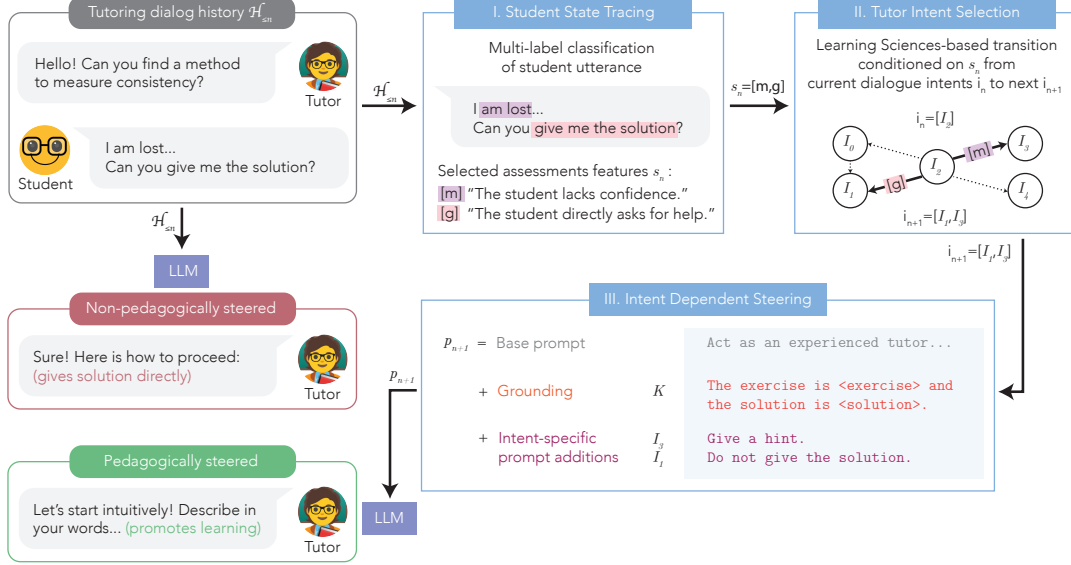 Tutoring dialog history ℋ≤n
Hello! Can you find a method
to measure consistency?
Tutor
I am lost...
Can you give me the solution?
Student
ℋ≤n
ℋ≤n
LLM
Non-pedagogically steered
Sure! Here is how to proceed:
(gives solution directly)
Tutor
Pedagogically steered
Let's start intuitively! Describe in
your words... (promotes learning)
Tutor
I. Student State Tracing
Multi-label classification
of student utterance
I am lost...
Can you give me the solution?
Selected assessments features sₙ :
[m] "The student lacks confidence."
[g] "The student directly asks for help."
sₙ=[m,g]
II. Tutor Intent Selection
Learning Sciences-based transition
conditioned on sₙ from
current dialogue intents iₙ to next iₙ₊₁
iₙ=[I₂]
I₀
I₃
[m]
I₂
[g]
I₁
I₄
iₙ₊₁=[I₁,I₃]
iₙ₊₁=[I₁,I₃]
III. Intent Dependent Steering
pₙ₊₁ = Base prompt
Act as an experienced tutor...
+ Grounding K
The exercise is <exercise> and
the solution is <solution>.
+ Intent-specific I₃
prompt additions I₁
Give a hint.
Do not give the solution.
pₙ₊₁
LLM